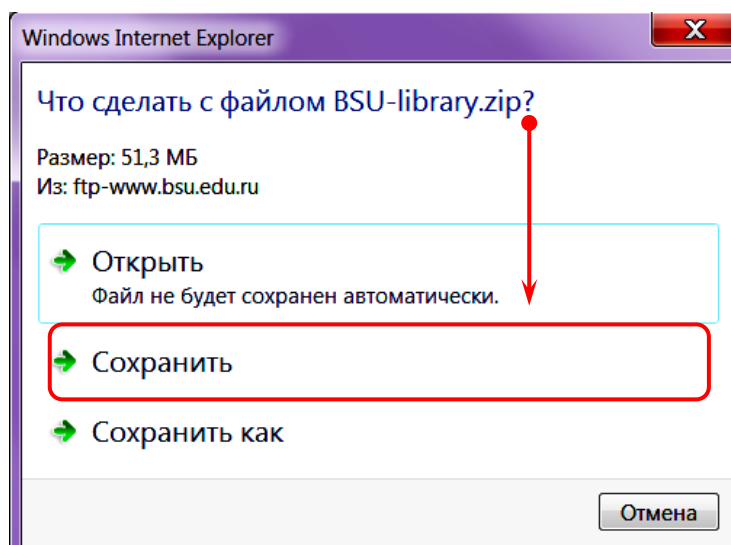 Windows Internet Explorer
X
Что сделать с файлом BSU-library.zip?
Размер: 51,3 МБ
Из: ftp-www.bsu.edu.ru
Открыть
Файл не будет сохранен автоматически.
Сохранить
Сохранить как
Отмена